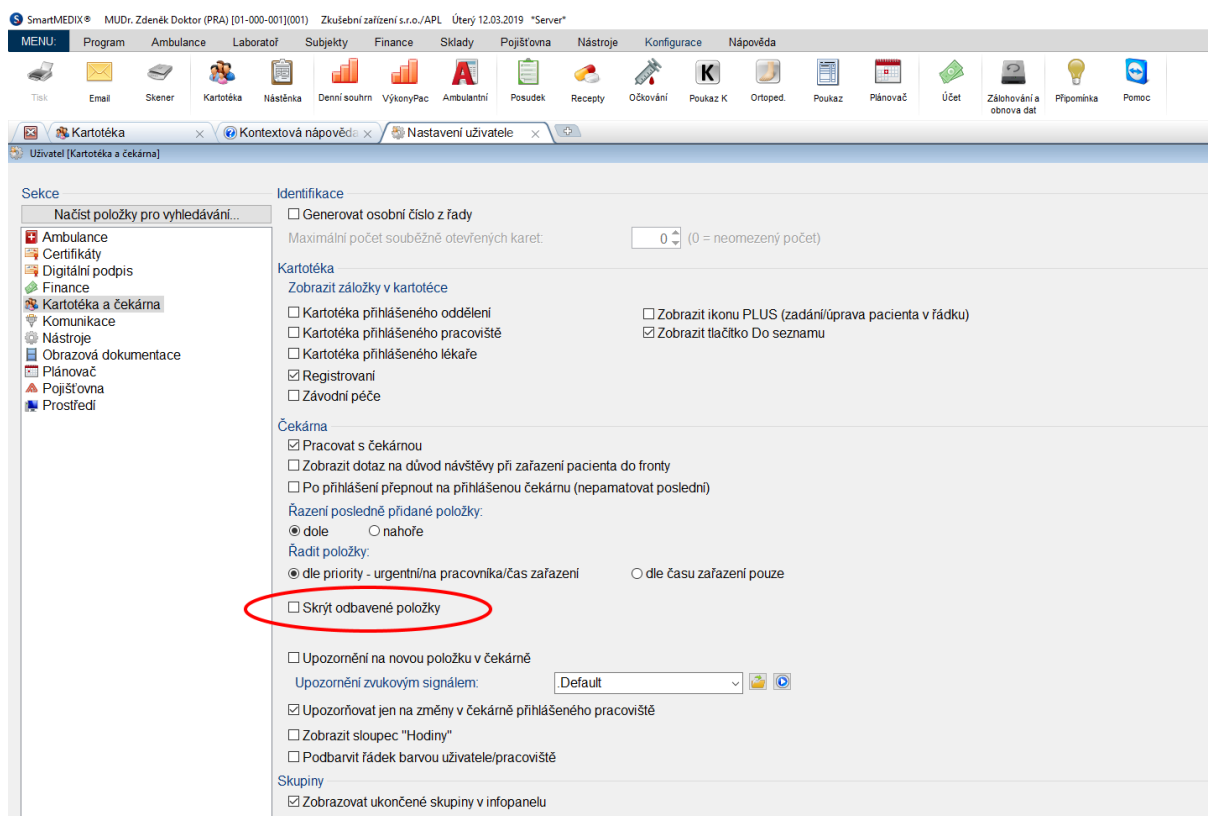 SmartMEDIX® MUDr. Zdeněk Doktor (PRA) [01-000-001](001) Zkušební zařízení s.r.o./APL Úterý 12.03.2019 *Server*
MENU: Program Ambulance Laboratoř Subjekty Finance Sklady Pojišťovna Nástroje Konfigurace Nápověda
Tisk Email Skener Kartotéka Nástěnka Denní souhrn VýkonyPac Ambulantní Posudek Recepty Očkování Poukaz K Ortoped. Poukaz Plánovač Účet Zálohování a obnova dat Připomínka Pomoc
Kartotéka Kontextová nápověda Nastavení uživatele
Uživatel [Kartotéka a čekárna]
Sekce
Načíst položky pro vyhledávání...
Ambulance
Certifikáty
Digitální podpis
Finance
Kartotéka a čekárna
Komunikace
Nástroje
Obrazová dokumentace
Plánovač
Pojišťovna
Prostředí
Identifikace
Generovat osobní číslo z řady
Maximální počet souběžně otevřených karet: 0 (0 = neomezený počet)
Kartotéka
Zobrazit záložky v kartotéce
Kartotéka přihlášeného oddělení
Zobrazit ikonu PLUS (zadání/úprava pacienta v řádku)
Kartotéka přihlášeného pracoviště
Zobrazit tlačítko Do seznamu
Kartotéka přihlášeného lékaře
Registrovaní
Závodní péče
Čekárna
Pracovat s čekárnou
Zobrazit dotaz na důvod návštěvy při zařazení pacienta do fronty
Po přihlášení přepnout na přihlášenou čekárnu (nepamatovat poslední)
Řazení posledně přidané položky:
dole nahoře
Řadit položky:
dle priority - urgentní/na pracovníka/čas zařazení dle času zařazení pouze
Skrýt odbavené položky
Upozornění na novou položku v čekárně
Upozornění zvukovým signálem: .Default
Upozorňovat jen na změny v čekárně přihlášeného pracoviště
Zobrazit sloupec "Hodiny"
Podbarvit řádek barvou uživatele/pracoviště
Skupiny
Zobrazovat ukončené skupiny v infopanelu